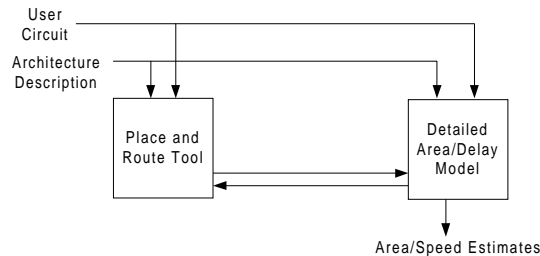 User
Circuit
Architecture
Description
Place and
Route Tool
Detailed
Area/Delay
Model
Area/Speed Estimates